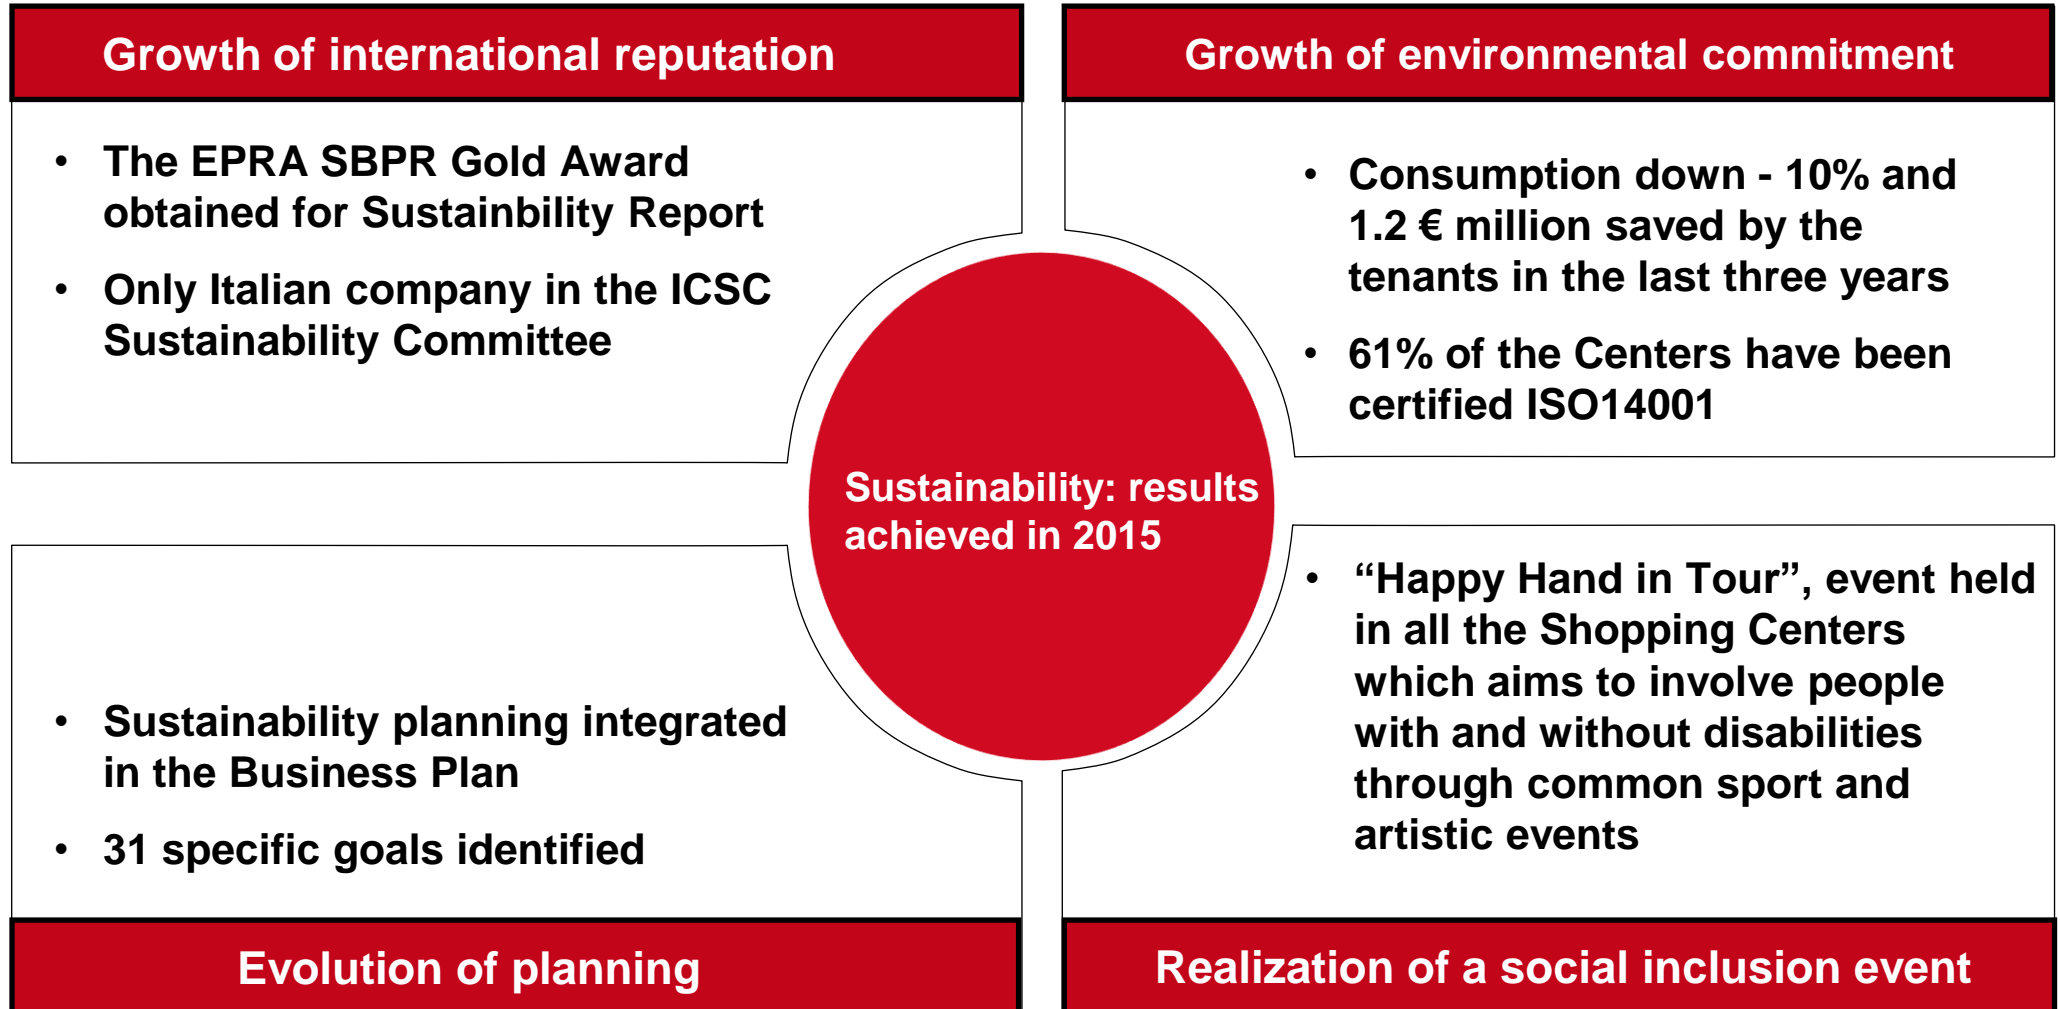 Growth of international reputation
• The EPRA SBPR Gold Award
obtained for Sustainbility Report
• Only Italian company in the ICSC
Sustainability Committee
Growth of environmental commitment
• Consumption down - 10% and
1.2 € million saved by the
tenants in the last three years
• 61% of the Centers have been
certified ISO14001
Sustainability: results
achieved in 2015
• Sustainability planning integrated
in the Business Plan
• 31 specific goals identified
Evolution of planning
• “Happy Hand in Tour”, event held
in all the Shopping Centers
which aims to involve people
with and without disabilities
through common sport and
artistic events
Realization of a social inclusion event